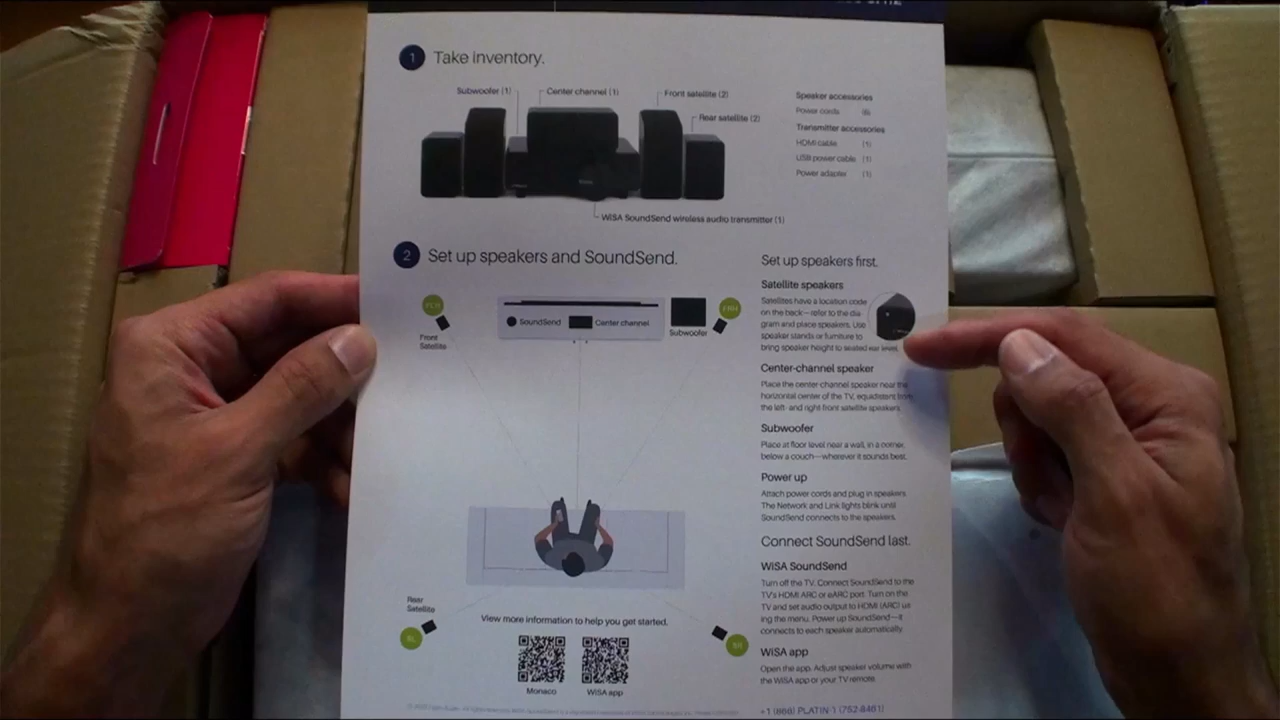 1 Take inventory.
Subwoofer (1)
Center channel (1)
Front satellite (2)
Rear satellite (2)
WiSA SoundSend wireless audio transmitter (1)
Speaker accessories
Power cords (6)
Transmitter accessories
HDMI cable (1)
USB power cable (1)
Power adapter (1)
2 Set up speakers and SoundSend.
SoundSend
Center channel
Subwoofer
Front
Satellite
Rear
Satellite
SL
SR
View more information to help you get started.
Monaco
WiSA app
Set up speakers first.
Satellite speakers
Satellites have a location code
on the back—refer to the dia-
gram and place speakers. Use
speaker stands or furniture to
bring speaker height to seated ear level.
Center-channel speaker
Place the center-channel speaker near the
horizontal center of the TV, equidistant from
the left- and right-front satellite speakers.
Subwoofer
Place at floor level near a wall, in a corner,
below a couch—wherever it sounds best.
Power up
Attach power cords and plug in speakers.
The Network and Link lights blink until
SoundSend connects to the speakers.
Connect SoundSend last.
WiSA SoundSend
Turn off the TV. Connect SoundSend to the
TV's HDMI ARC or eARC port. Turn on the
TV and set audio output to HDMI (ARC) us
ing the menu. Power up SoundSend—it
connects to each speaker automatically.
WiSA app
Open the app. Adjust speaker volume with
the WiSA app or your TV remote
+1 (866) PLATIN-1 (752-8461)